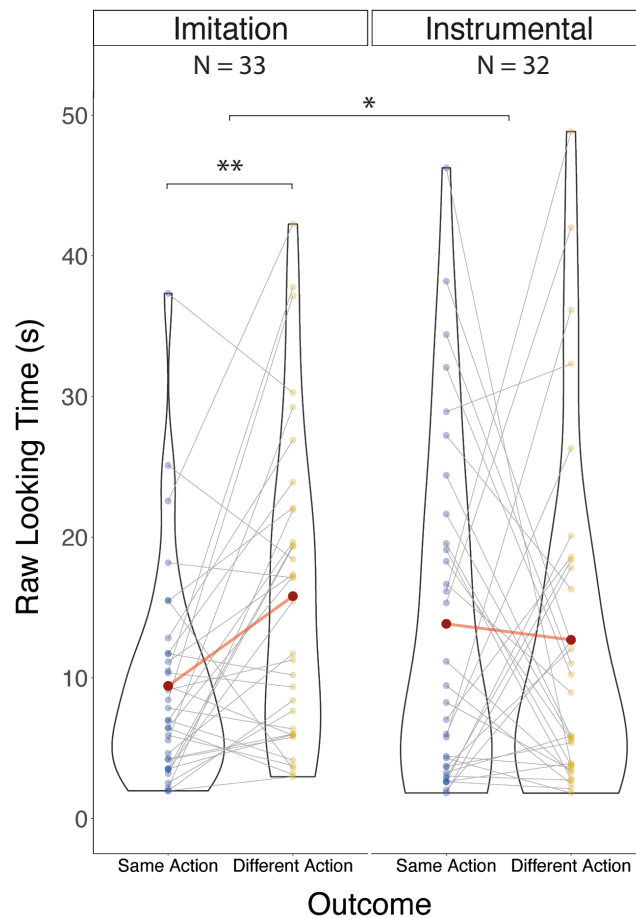 Imitation
Instrumental
N = 33
N = 32
*
**
50
40
30
20
10
0
Raw Looking Time (s)
Same Action
Different Action
Same Action
Different Action
Outcome